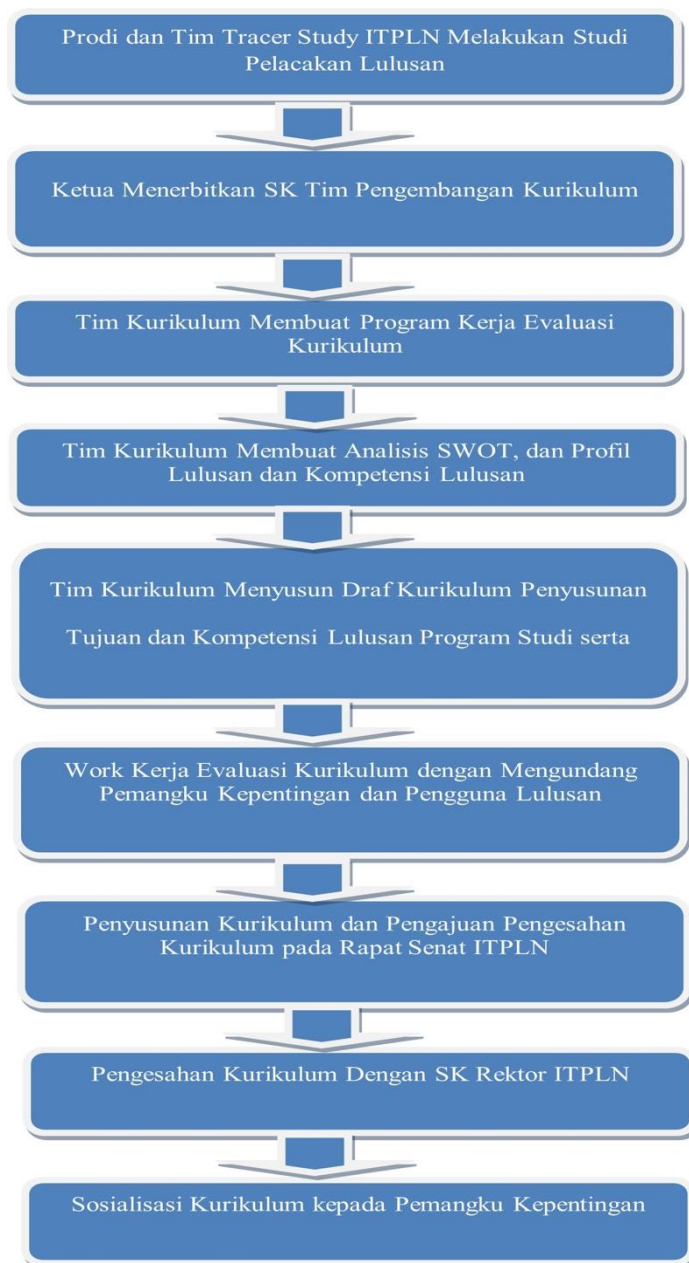 Prodi dan Tim Tracer Study ITPLN Melakukan Studi
Pelacakan Lulusan
Ketua Menerbitkan SK Tim Pengembangan Kurikulum
Tim Kurikulum Membuat Program Kerja Evaluasi
Kurikulum
Tim Kurikulum Membuat Analisis SWOT, dan Profil
Lulusan dan Kompetensi Lulusan
Tim Kurikulum Menyusun Draf Kurikulum Penyusunan
Tujuan dan Kompetensi Lulusan Program Studi serta
Work Kerja Evaluasi Kurikulum dengan Mengundang
Pemangku Kepentingan dan Pengguna Lulusan
Penyusunan Kurikulum dan Pengajuan Pengesahan
Kurikulum pada Rapat Senat ITPLN
Pengesahan Kurikulum Dengan SK Rektor ITPLN
Sosialisasi Kurikulum kepada Pemangku Kepentingan